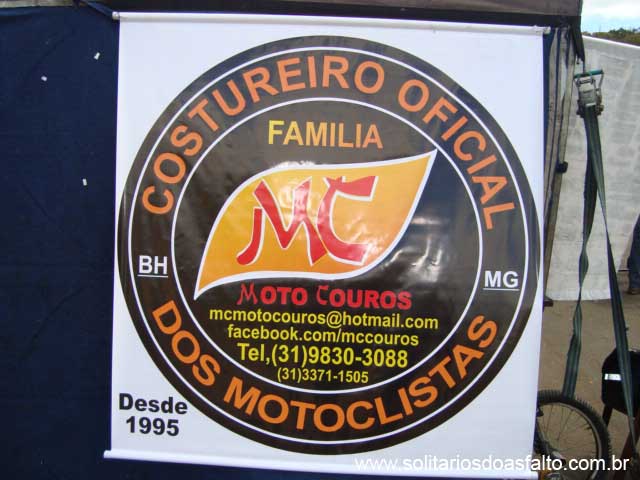 COSTUREIRO OFICIAL
FAMILIA
MC
BH
MG
MOTO COUROS
mcmotocouros@hotmail.com
facebook.com/mccouros
Tel,(31)9830-3088
(31)3371-1505
DOS MOTOCLISTAS
Desde
1995
www.solitariosdoasfalto.com.br